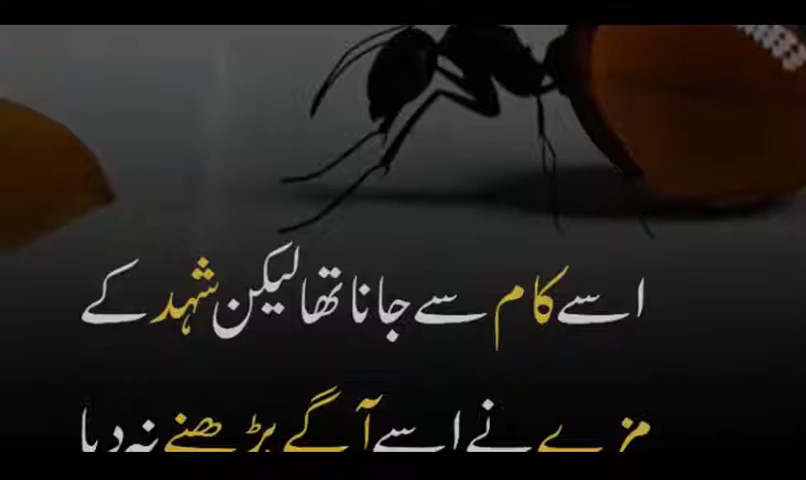 اسے کام سے جانا تھا لیکن شہد کے
مزے نے اسے آگے بڑھنے نہ دیا